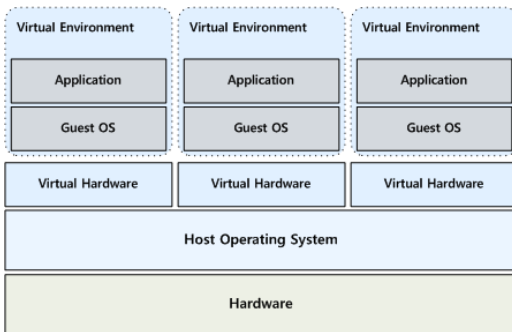 Virtual Environment Virtual Environment Virtual Environment
Application Application Application
Guest OS Guest OS Guest OS
Virtual Hardware Virtual Hardware Virtual Hardware
Host Operating System
Hardware